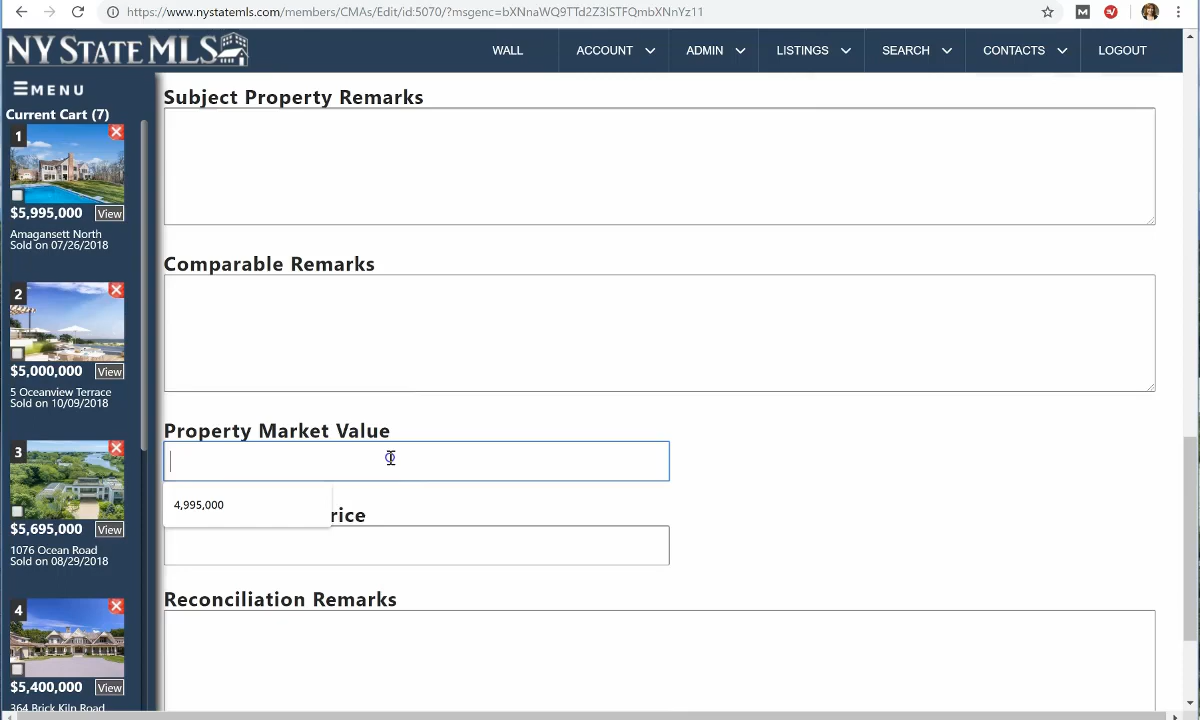 https://www.nystatemls.com/members/CMAs/Edit/id:5070/?msgenc=bXNnaWQ9TTd2Z3lSTFQmbXNnYz11
M
NY STATE MLS
WALL
ACCOUNT
ADMIN
LISTINGS
SEARCH
CONTACTS
LOGOUT
MENU
Current Cart (7)
1
$5,995,000 View
Amagansett North
Sold on 07/26/2018
2
$5,000,000 View
5 Oceanview Terrace
Sold on 10/09/2018
3
$5,695,000 View
1076 Ocean Road
Sold on 08/29/2018
4
$5,400,000 View
364 Brick Kiln Road
Subject Property Remarks
Comparable Remarks
Property Market Value
4,995,000
rice
Reconciliation Remarks